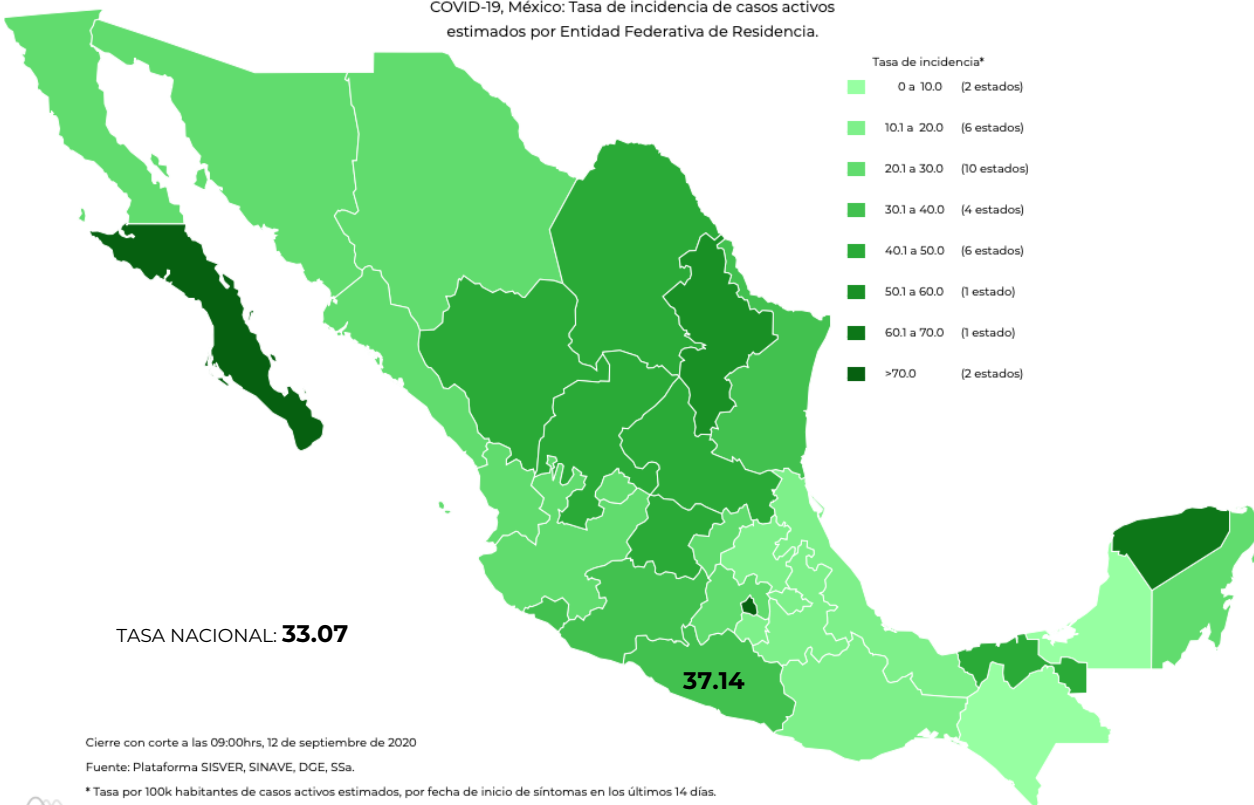 COVID-19, México: Tasa de incidencia de casos activos
estimados por Entidad Federativa de Residencia.
Tasa de incidencia*
0 a 10.0 (2 estados)
10.1 a 20.0 (6 estados)
20.1 a 30.0 (10 estados)
30.1 a 40.0 (4 estados)
40.1 a 50.0 (6 estados)
50.1 a 60.0 (1 estado)
60.1 a 70.0 (1 estado)
>70.0 (2 estados)
TASA NACIONAL: 33.07
37.14
Cierre con corte a las 09:00hrs, 12 de septiembre de 2020
Fuente: Plataforma SISVER, SINAVE, DGE, SSa.
* Tasa por 100k habitantes de casos activos estimados, por fecha de inicio de síntomas en los últimos 14 días.